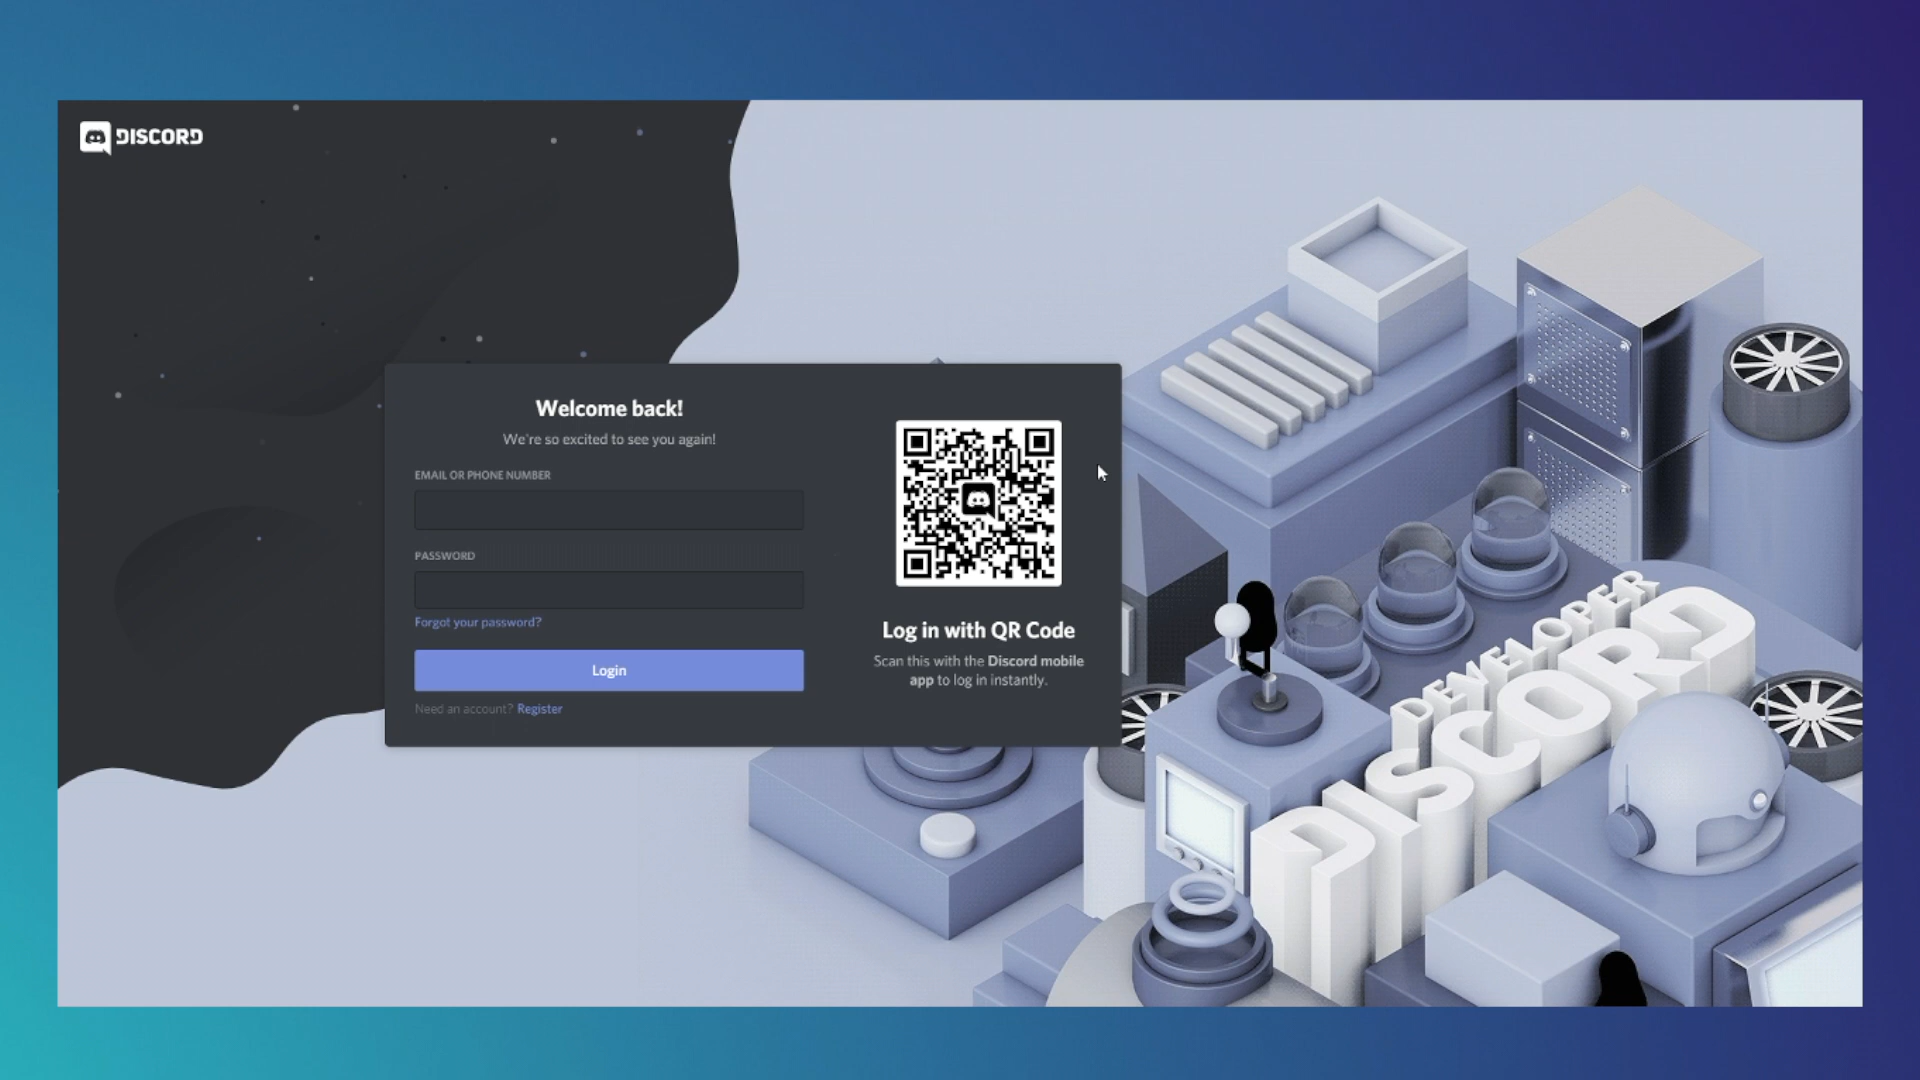 DISCORD
Welcome back!
We're so excited to see you again!
EMAIL OR PHONE NUMBER
PASSWORD
Forgot your password?
Login
Need an account? Register
Log in with QR Code
Scan this with the Discord mobile
app to log in instantly.
DEVELOPER
DISCORD